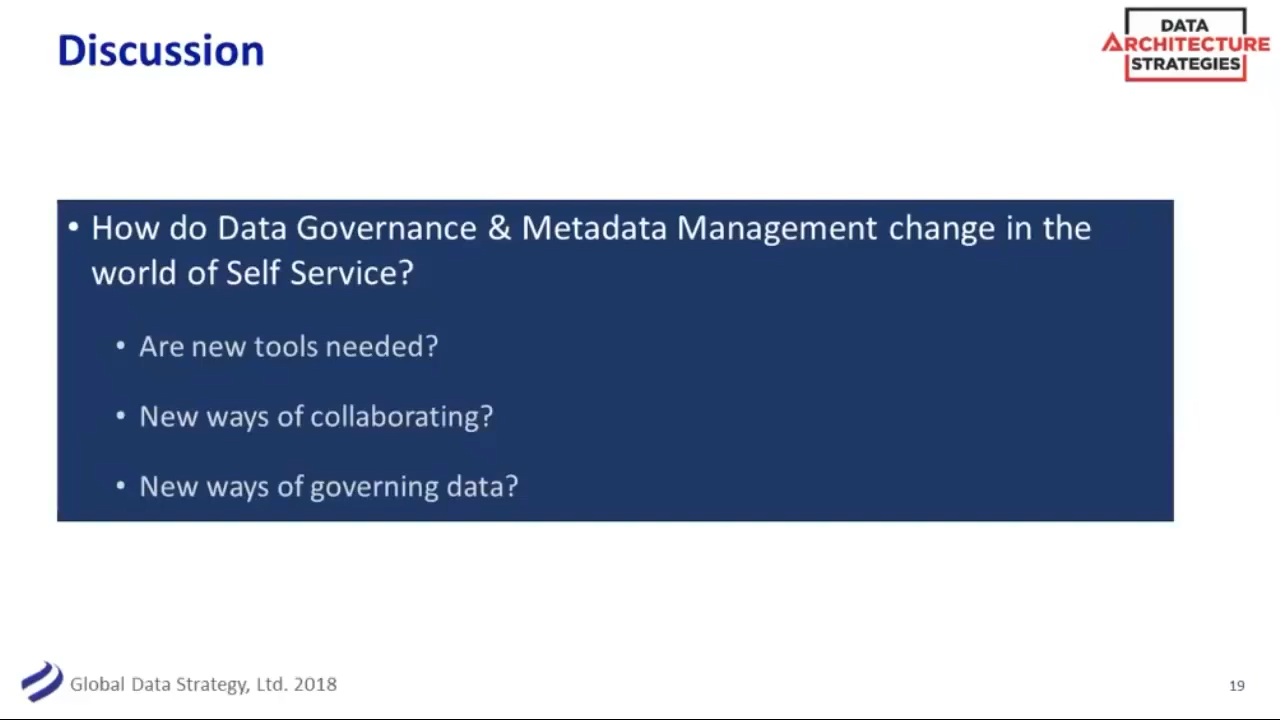 Discussion
DATA
ARCHITECTURE
STRATEGIES
• How do Data Governance & Metadata Management change in the
world of Self Service?
• Are new tools needed?
• New ways of collaborating?
• New ways of governing data?
Global Data Strategy, Ltd. 2018
19